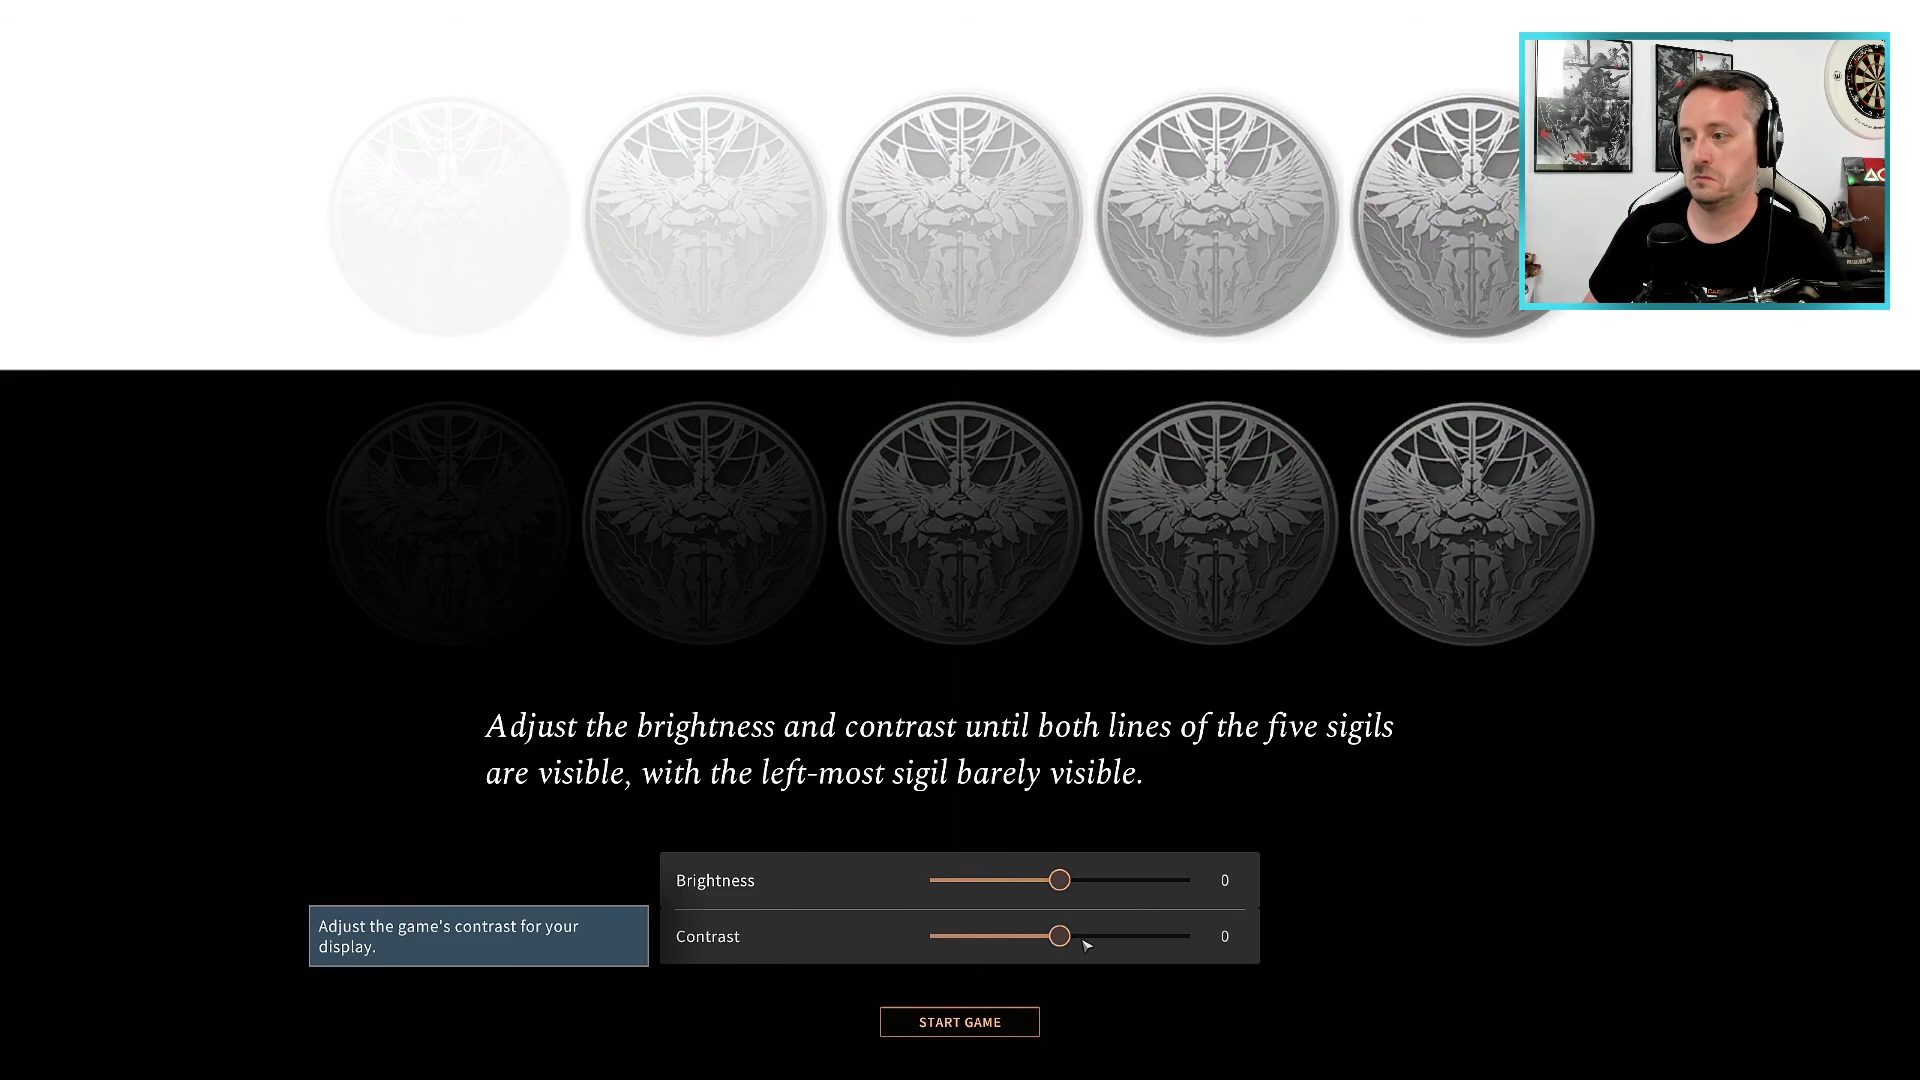 Adjust the brightness and contrast until both lines of the five sigils
are visible, with the left-most sigil barely visible.
Brightness 0
Adjust the game's contrast for your
display.
Contrast 0
START GAME